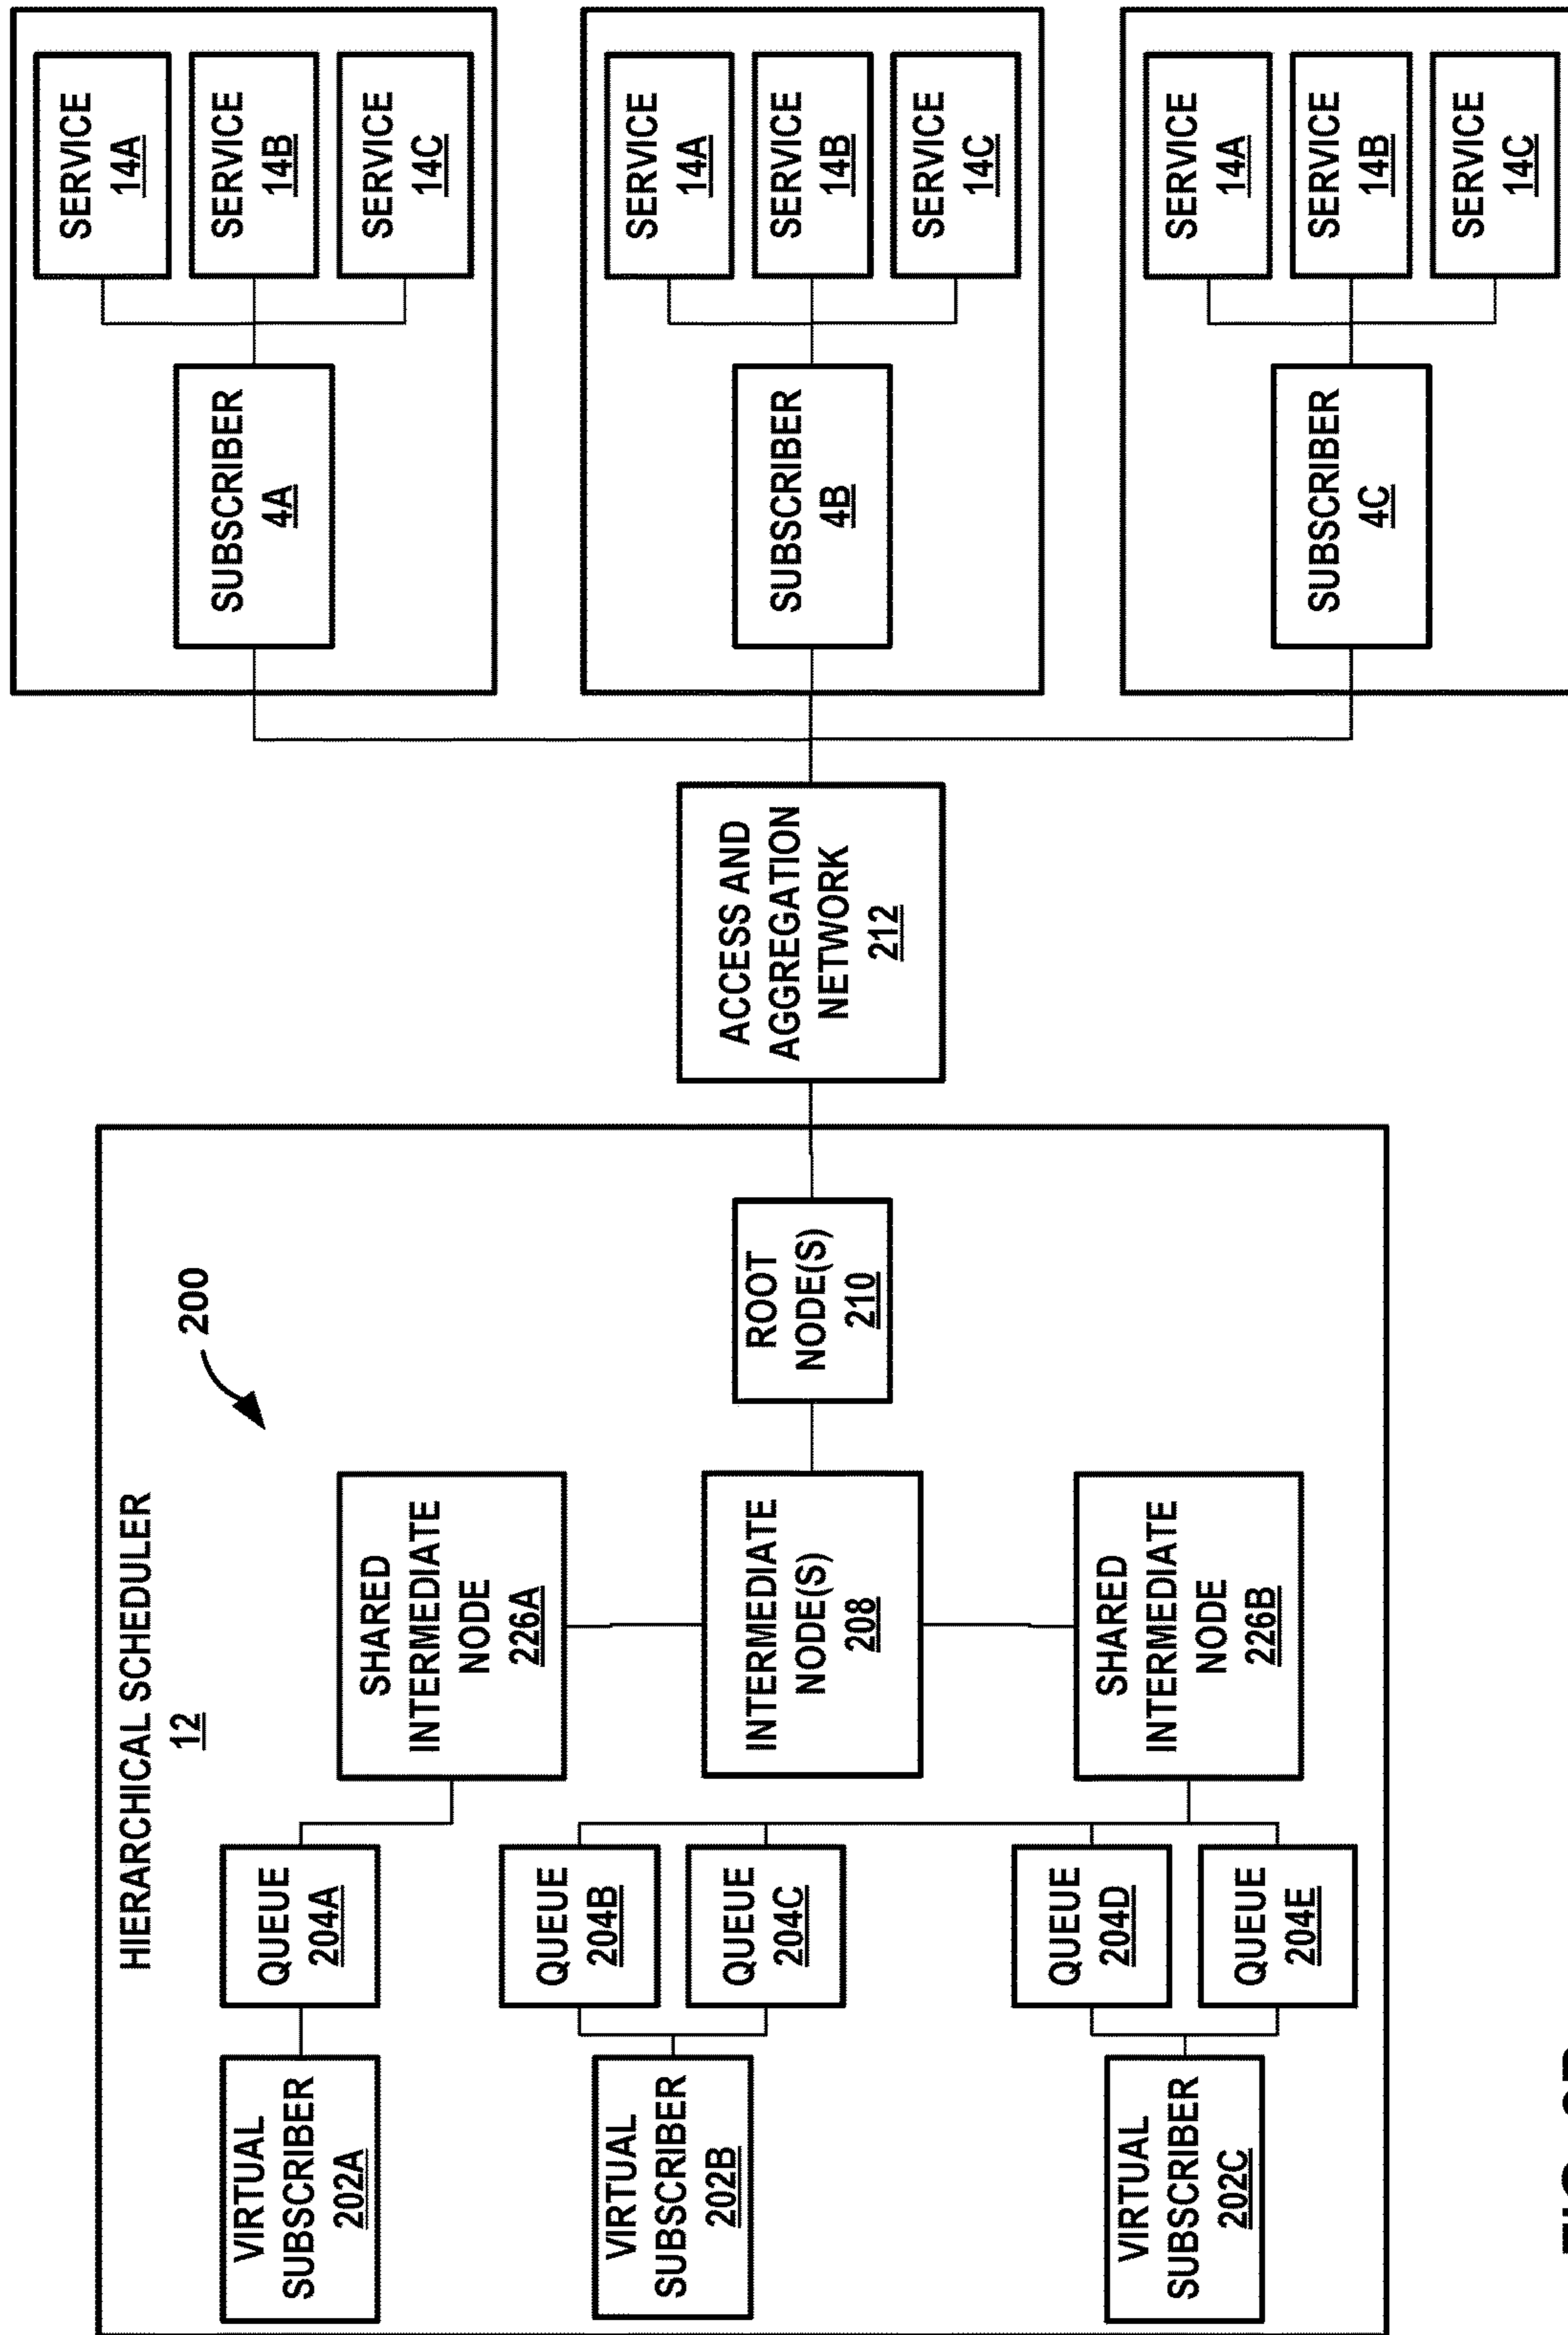 HIERARCHICAL SCHEDULER
12
200
VIRTUAL
SUBSCRIBER
202A
QUEUE
204A
SHARED
INTERMEDIATE
NODE
226A
VIRTUAL
SUBSCRIBER
202B
QUEUE
204B
QUEUE
204C
INTERMEDIATE
NODE(S)
208
ROOT
NODE(S)
210
VIRTUAL
SUBSCRIBER
202C
QUEUE
204D
QUEUE
204E
SHARED
INTERMEDIATE
NODE
226B
ACCESS AND
AGGREGATION
NETWORK
212
SUBSCRIBER
4A
SERVICE
14A
SERVICE
14B
SERVICE
14C
SUBSCRIBER
4B
SERVICE
14A
SERVICE
14B
SERVICE
14C
SUBSCRIBER
4C
SERVICE
14A
SERVICE
14B
SERVICE
14C